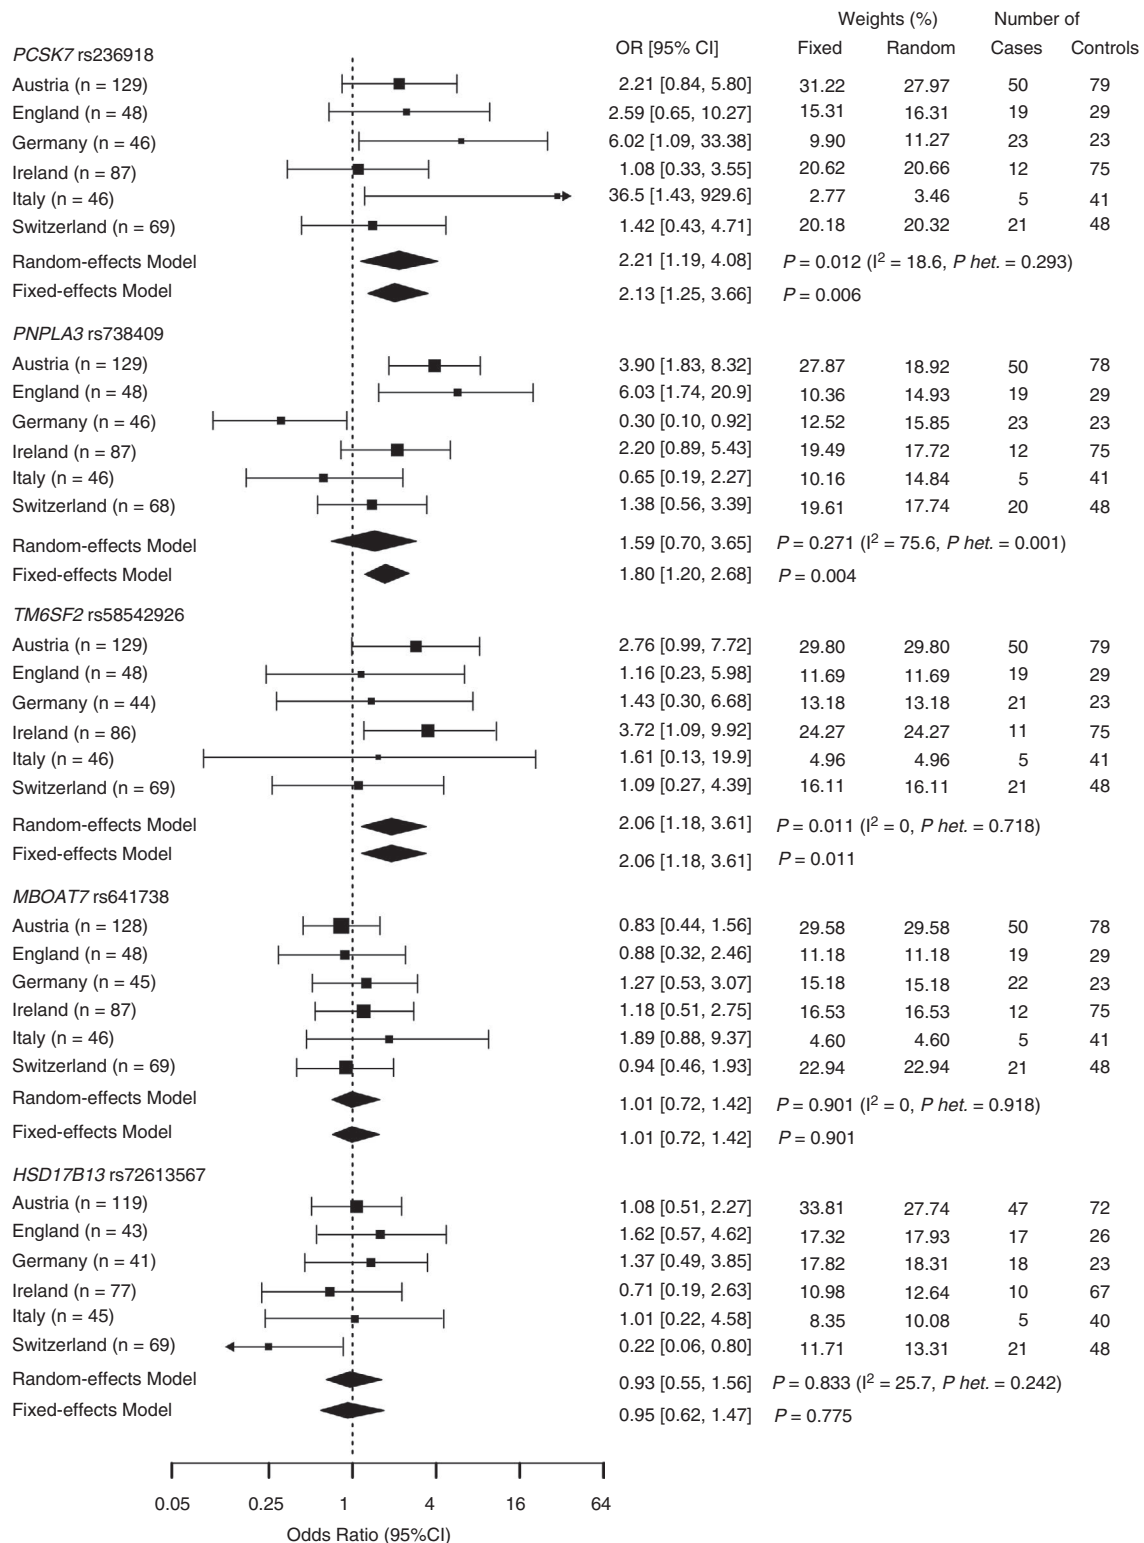 Weights (%) Number of
PCSK7 rs236918 OR [95% CI] Fixed Random Cases Controls
Austria (n = 129) 2.21 [0.84, 5.80] 31.22 27.97 50 79
England (n = 48) 2.59 [0.65, 10.27] 15.31 16.31 19 29
Germany (n = 46) 6.02 [1.09, 33.38] 9.90 11.27 23 23
Ireland (n = 87) 1.08 [0.33, 3.55] 20.62 20.66 12 75
Italy (n = 46) 36.5 [1.43, 929.6] 2.77 3.46 5 41
Switzerland (n = 69) 1.42 [0.43, 4.71] 20.18 20.32 21 48
Random-effects Model 2.21 [1.19, 4.08] P = 0.012 (I² = 18.6, P het. = 0.293)
Fixed-effects Model 2.13 [1.25, 3.66] P = 0.006
PNPLA3 rs738409
Austria (n = 129) 3.90 [1.83, 8.32] 27.87 18.92 50 78
England (n = 48) 6.03 [1.74, 20.9] 10.36 14.93 19 29
Germany (n = 46) 0.30 [0.10, 0.92] 12.52 15.85 23 23
Ireland (n = 87) 2.20 [0.89, 5.43] 19.49 17.72 12 75
Italy (n = 46) 0.65 [0.19, 2.27] 10.16 14.84 5 41
Switzerland (n = 68) 1.38 [0.56, 3.39] 19.61 17.74 20 48
Random-effects Model 1.59 [0.70, 3.65] P = 0.271 (I² = 75.6, P het. = 0.001)
Fixed-effects Model 1.80 [1.20, 2.68] P = 0.004
TM6SF2 rs58542926
Austria (n = 129) 2.76 [0.99, 7.72] 29.80 29.80 50 79
England (n = 48) 1.16 [0.23, 5.98] 11.69 11.69 19 29
Germany (n = 44) 1.43 [0.30, 6.68] 13.18 13.18 21 23
Ireland (n = 86) 3.72 [1.09, 9.92] 24.27 24.27 11 75
Italy (n = 46) 1.61 [0.13, 19.9] 4.96 4.96 5 41
Switzerland (n = 69) 1.09 [0.27, 4.39] 16.11 16.11 21 48
Random-effects Model 2.06 [1.18, 3.61] P = 0.011 (I² = 0, P het. = 0.718)
Fixed-effects Model 2.06 [1.18, 3.61] P = 0.011
MBOAT7 rs641738
Austria (n = 128) 0.83 [0.44, 1.56] 29.58 29.58 50 78
England (n = 48) 0.88 [0.32, 2.46] 11.18 11.18 19 29
Germany (n = 45) 1.27 [0.53, 3.07] 15.18 15.18 22 23
Ireland (n = 87) 1.18 [0.51, 2.75] 16.53 16.53 12 75
Italy (n = 46) 1.89 [0.88, 9.37] 4.60 4.60 5 41
Switzerland (n = 69) 0.94 [0.46, 1.93] 22.94 22.94 21 48
Random-effects Model 1.01 [0.72, 1.42] P = 0.901 (I² = 0, P het. = 0.918)
Fixed-effects Model 1.01 [0.72, 1.42] P = 0.901
HSD17B13 rs72613567
Austria (n = 119) 1.08 [0.51, 2.27] 33.81 27.74 47 72
England (n = 43) 1.62 [0.57, 4.62] 17.32 17.93 17 26
Germany (n = 41) 1.37 [0.49, 3.85] 17.82 18.31 18 23
Ireland (n = 77) 0.71 [0.19, 2.63] 10.98 12.64 10 67
Italy (n = 45) 1.01 [0.22, 4.58] 8.35 10.08 5 40
Switzerland (n = 69) 0.22 [0.06, 0.80] 11.71 13.31 21 48
Random-effects Model 0.93 [0.55, 1.56] P = 0.833 (I² = 25.7, P het. = 0.242)
Fixed-effects Model 0.95 [0.62, 1.47] P = 0.775
0.05 0.25 1 4 16 64
Odds Ratio (95%CI)